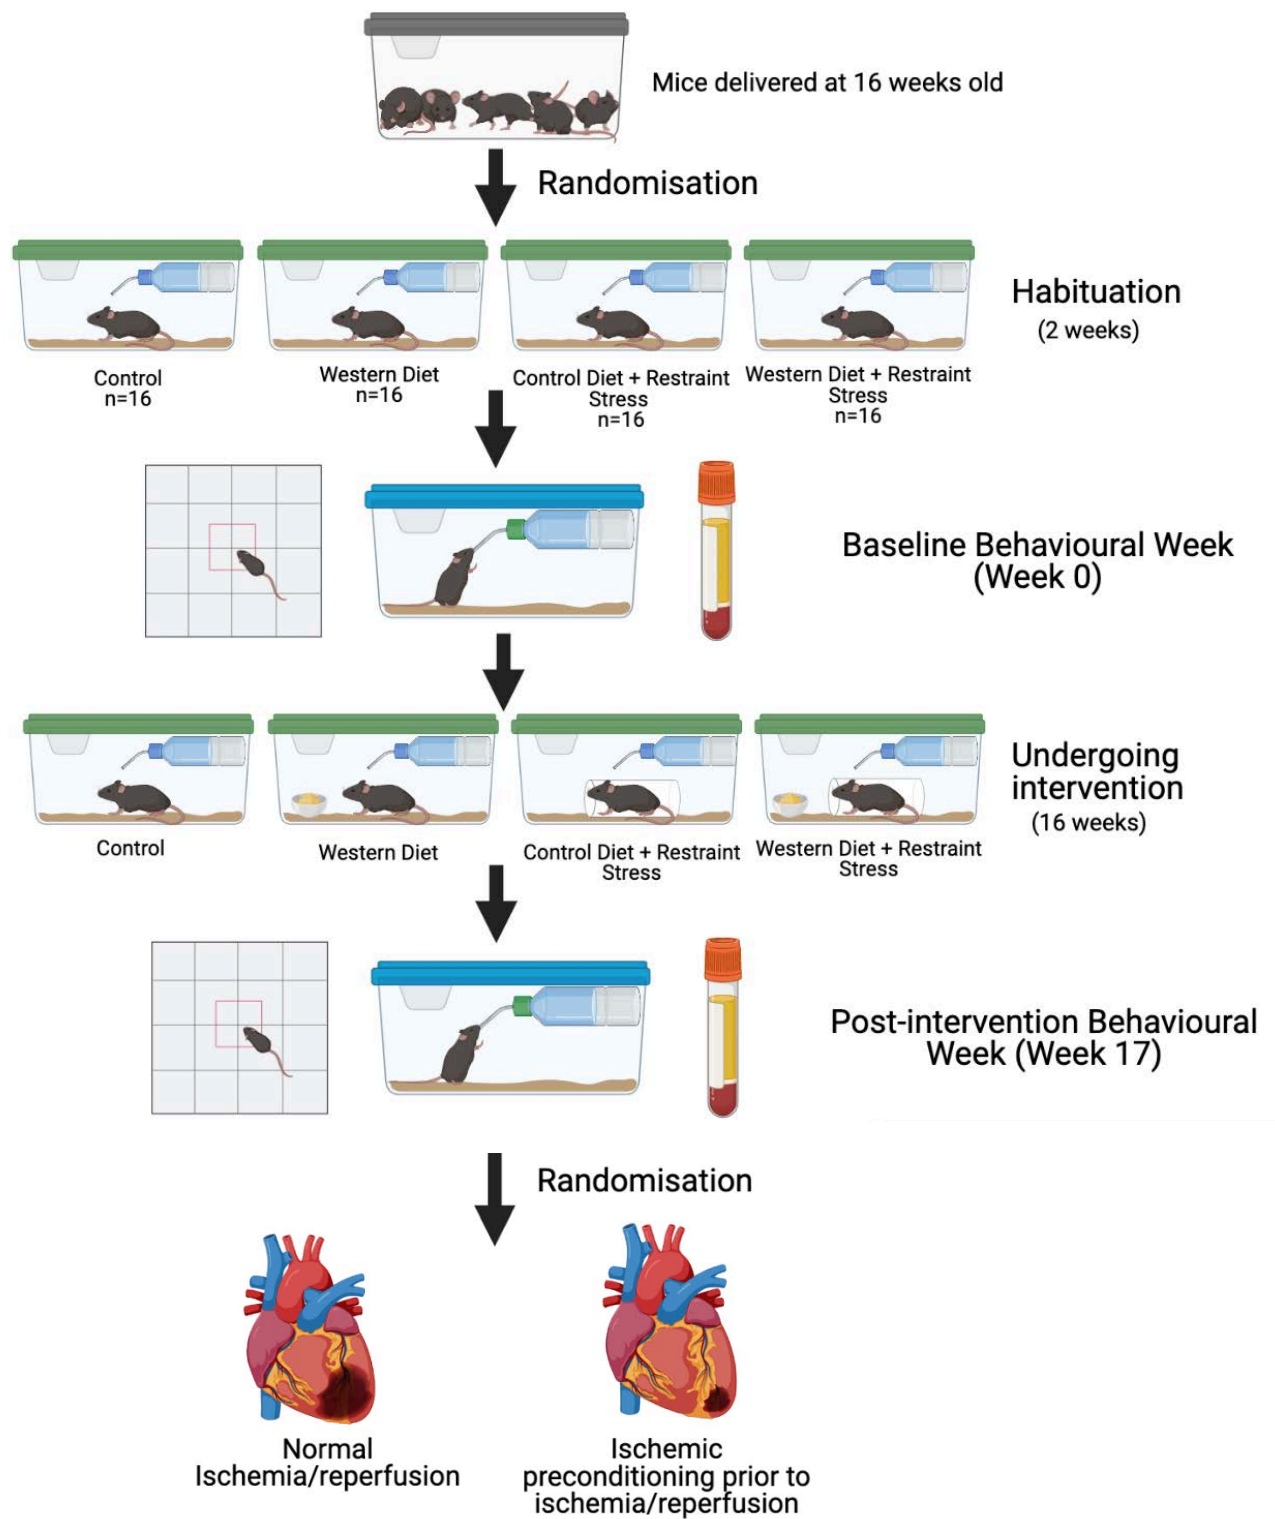 Mice delivered at 16 weeks old
Randomisation
Habituation
(2 weeks)
Control
n=16
Western Diet
n=16
Control Diet + Restraint
Stress
n=16
Western Diet + Restraint
Stress
n=16
Baseline Behavioural Week
(Week 0)
Undergoing
intervention
(16 weeks)
Control
Western Diet
Control Diet + Restraint
Stress
Western Diet + Restraint
Stress
Post-intervention Behavioural
Week (Week 17)
Randomisation
Normal
Ischemia/reperfusion
Ischemic
preconditioning prior to
ischemia/reperfusion